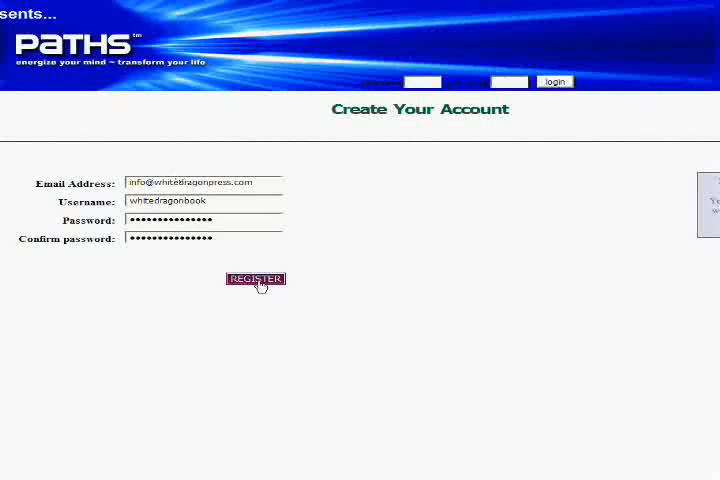 sents...
PATHS™
energize your mind ~ transform your life
login
Create Your Account
Email Address: info@whitedragonpress.com
Username: whitedragonbook
Password: •••••••••••••••
Confirm password: •••••••••••••••
REGISTER